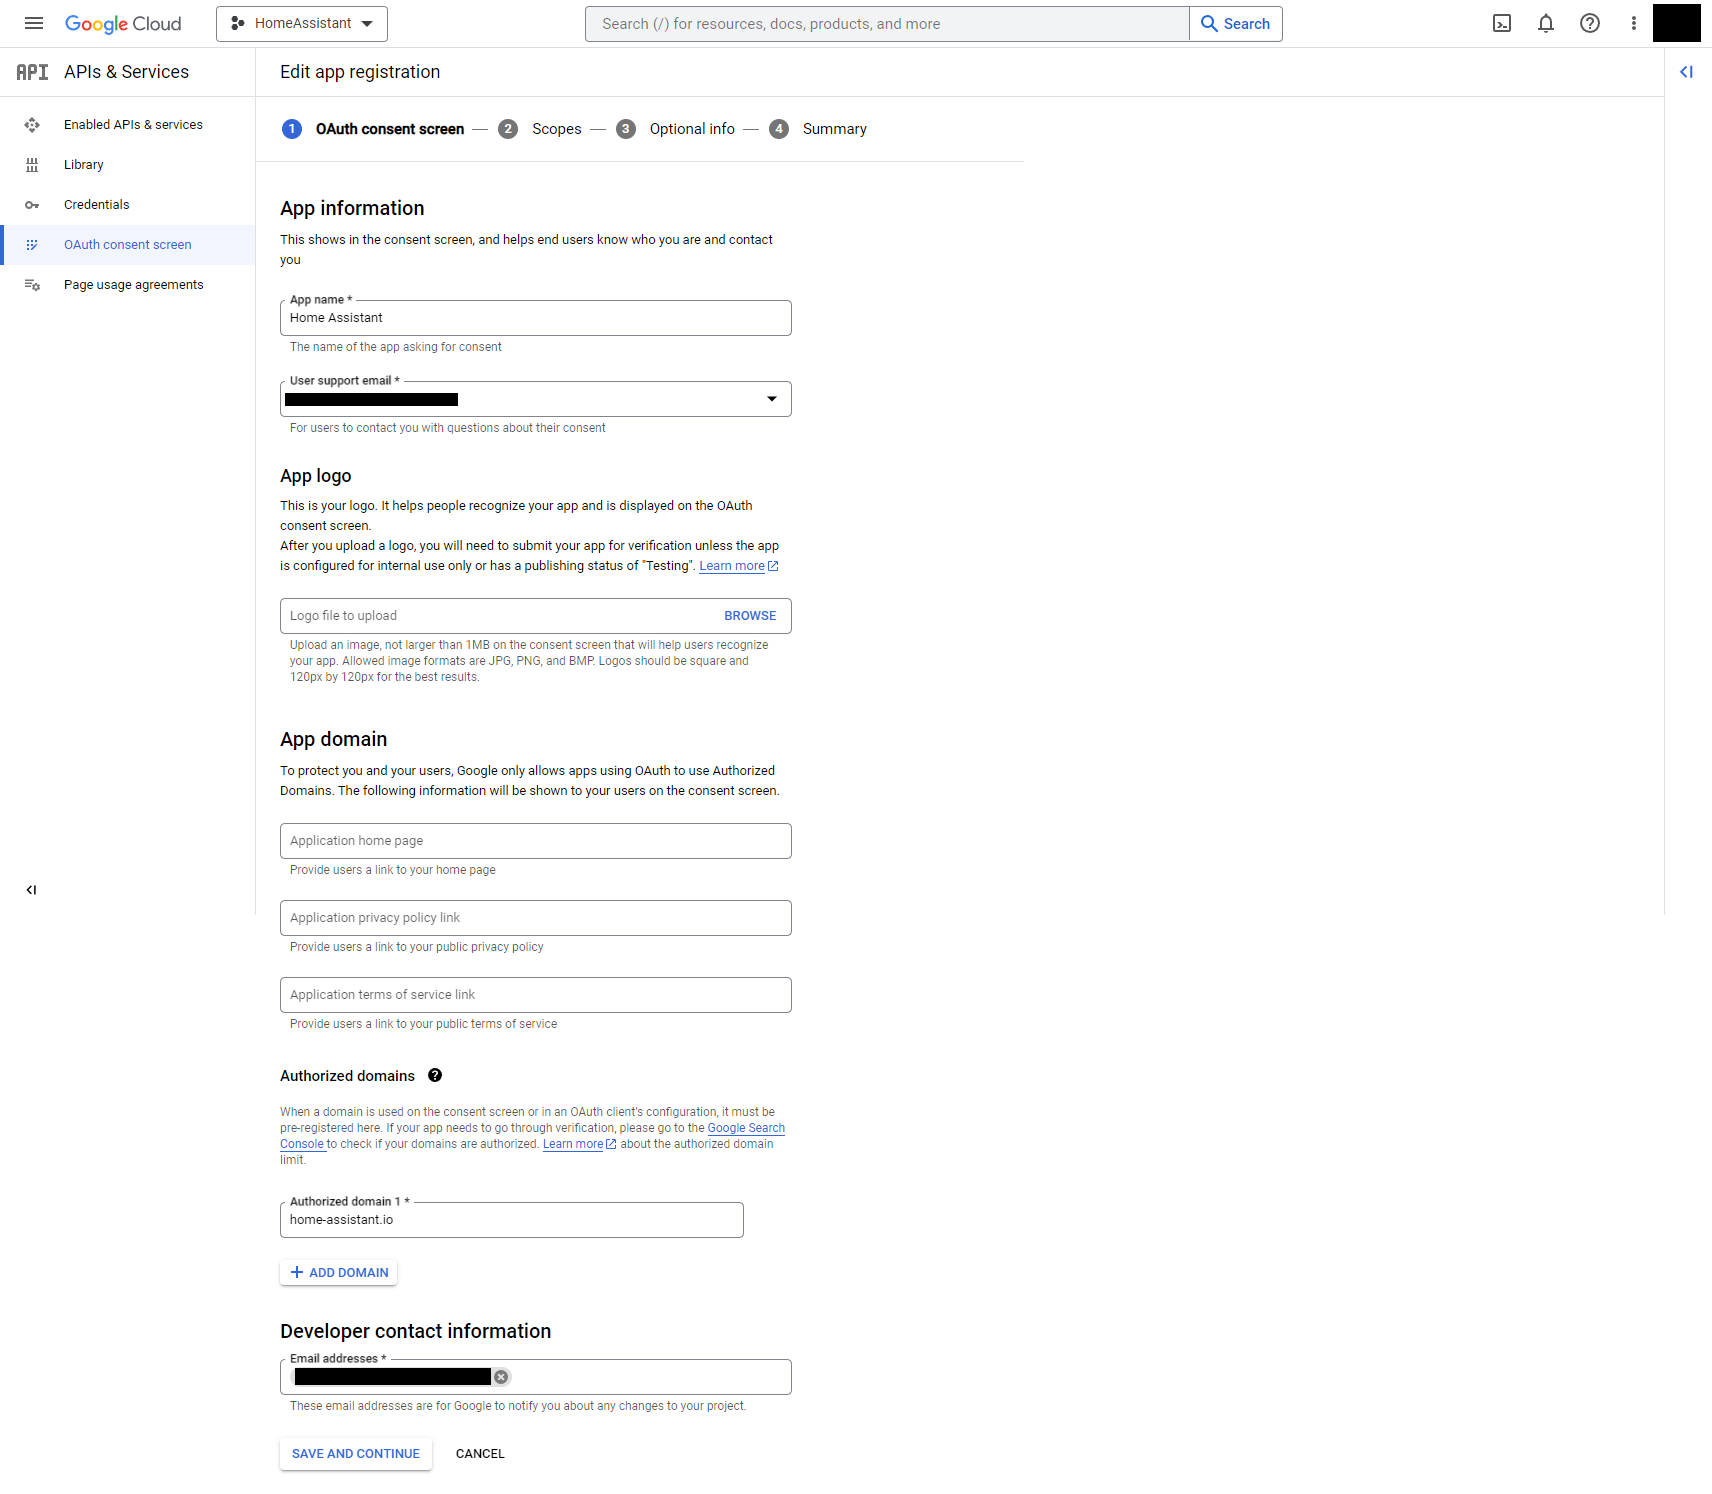 Google Cloud
HomeAssistant
Search (/) for resources, docs, products, and more
Search
API
APIs & Services
Edit app registration
Enabled APIs & services
Library
Credentials
OAuth consent screen
Page usage agreements
1 OAuth consent screen — 2 Scopes — 3 Optional info — 4 Summary
App information
This shows in the consent screen, and helps end users know who you are and contact
you
App name *
Home Assistant
The name of the app asking for consent
User support email *
For users to contact you with questions about their consent
App logo
This is your logo. It helps people recognize your app and is displayed on the OAuth
consent screen.
After you upload a logo, you will need to submit your app for verification unless the app
is configured for internal use only or has a publishing status of "Testing". Learn more
Logo file to upload
BROWSE
Upload an image, not larger than 1MB on the consent screen that will help users recognize
your app. Allowed image formats are JPG, PNG, and BMP. Logos should be square and
120px by 120px for the best results.
App domain
To protect you and your users, Google only allows apps using OAuth to use Authorized
Domains. The following information will be shown to your users on the consent screen.
Application home page
Provide users a link to your home page
Application privacy policy link
Provide users a link to your public privacy policy
Application terms of service link
Provide users a link to your public terms of service
Authorized domains
When a domain is used on the consent screen or in an OAuth client's configuration, it must be
pre-registered here. If your app needs to go through verification, please go to the Google Search
Console to check if your domains are authorized. Learn more about the authorized domain
limit.
Authorized domain 1 *
home-assistant.io
+ ADD DOMAIN
Developer contact information
Email addresses *
These email addresses are for Google to notify you about any changes to your project.
SAVE AND CONTINUE
CANCEL